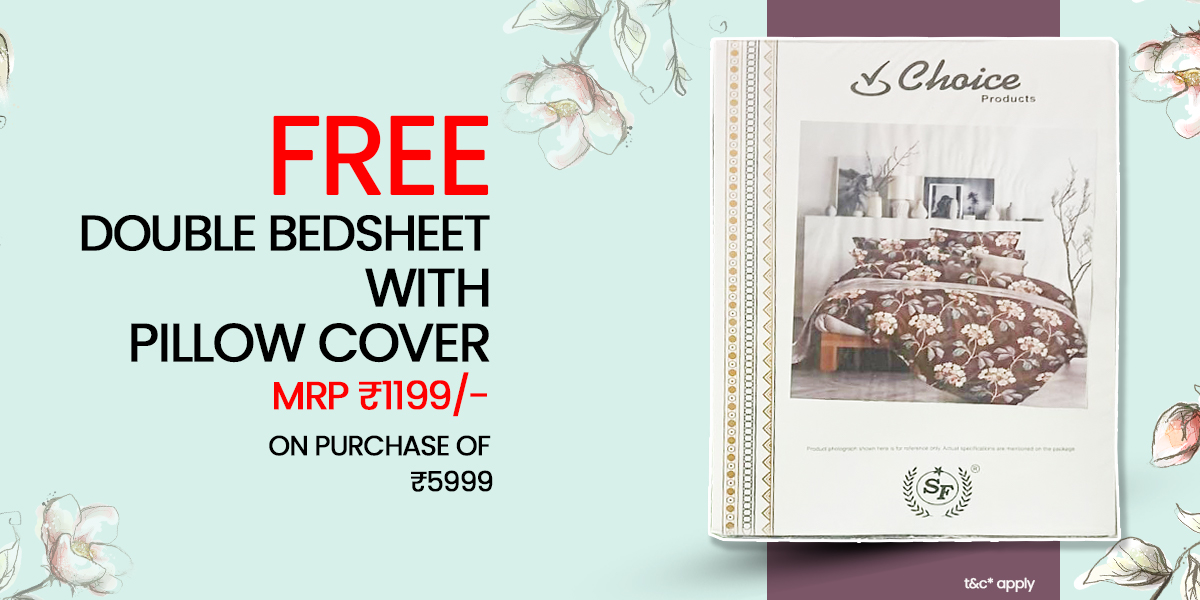 FREE
DOUBLE BEDSHEET
WITH
PILLOW COVER
MRP ₹1199/-
ON PURCHASE OF
₹5999
Choice
Products
Product photograph shown here is for reference only. Actual specifications are mentioned on the package
SF
®
t&c* apply